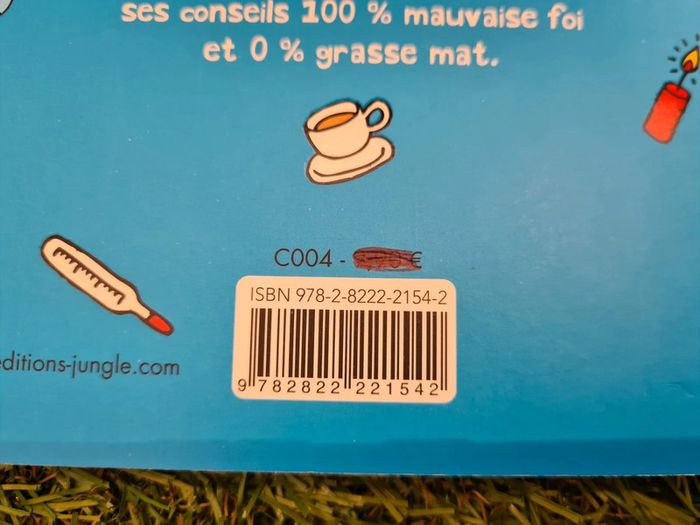 ses conseils 100 % mauvaise foi
et 0 % grasse mat.
C004 -
ISBN 978-2-8222-2154-2
9 782822 221542
editions-jungle.com